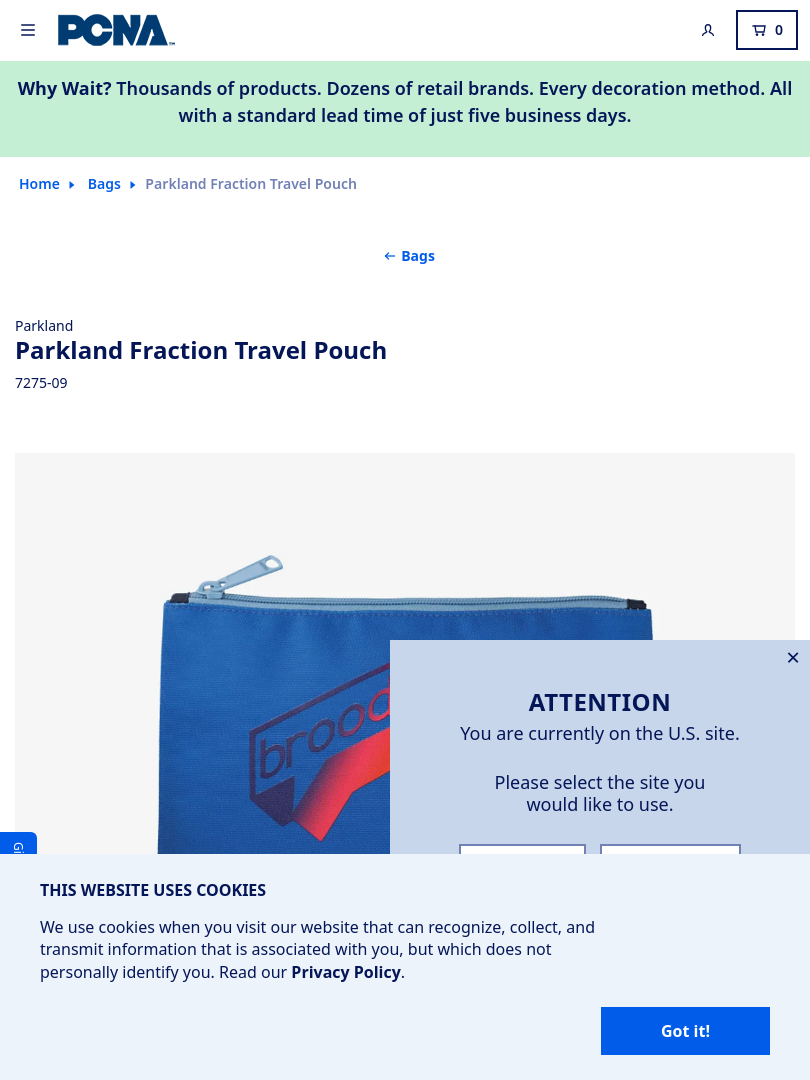 PCNA
0
Why Wait? Thousands of products. Dozens of retail brands. Every decoration method. All
with a standard lead time of just five business days.
Home
Bags
Parkland Fraction Travel Pouch
Bags
Parkland
Parkland Fraction Travel Pouch
7275-09
ATTENTION
You are currently on the U.S. site.
Please select the site you
would like to use.
THIS WEBSITE USES COOKIES
We use cookies when you visit our website that can recognize, collect, and
transmit information that is associated with you, but which does not
personally identify you. Read our Privacy Policy.
Got it!